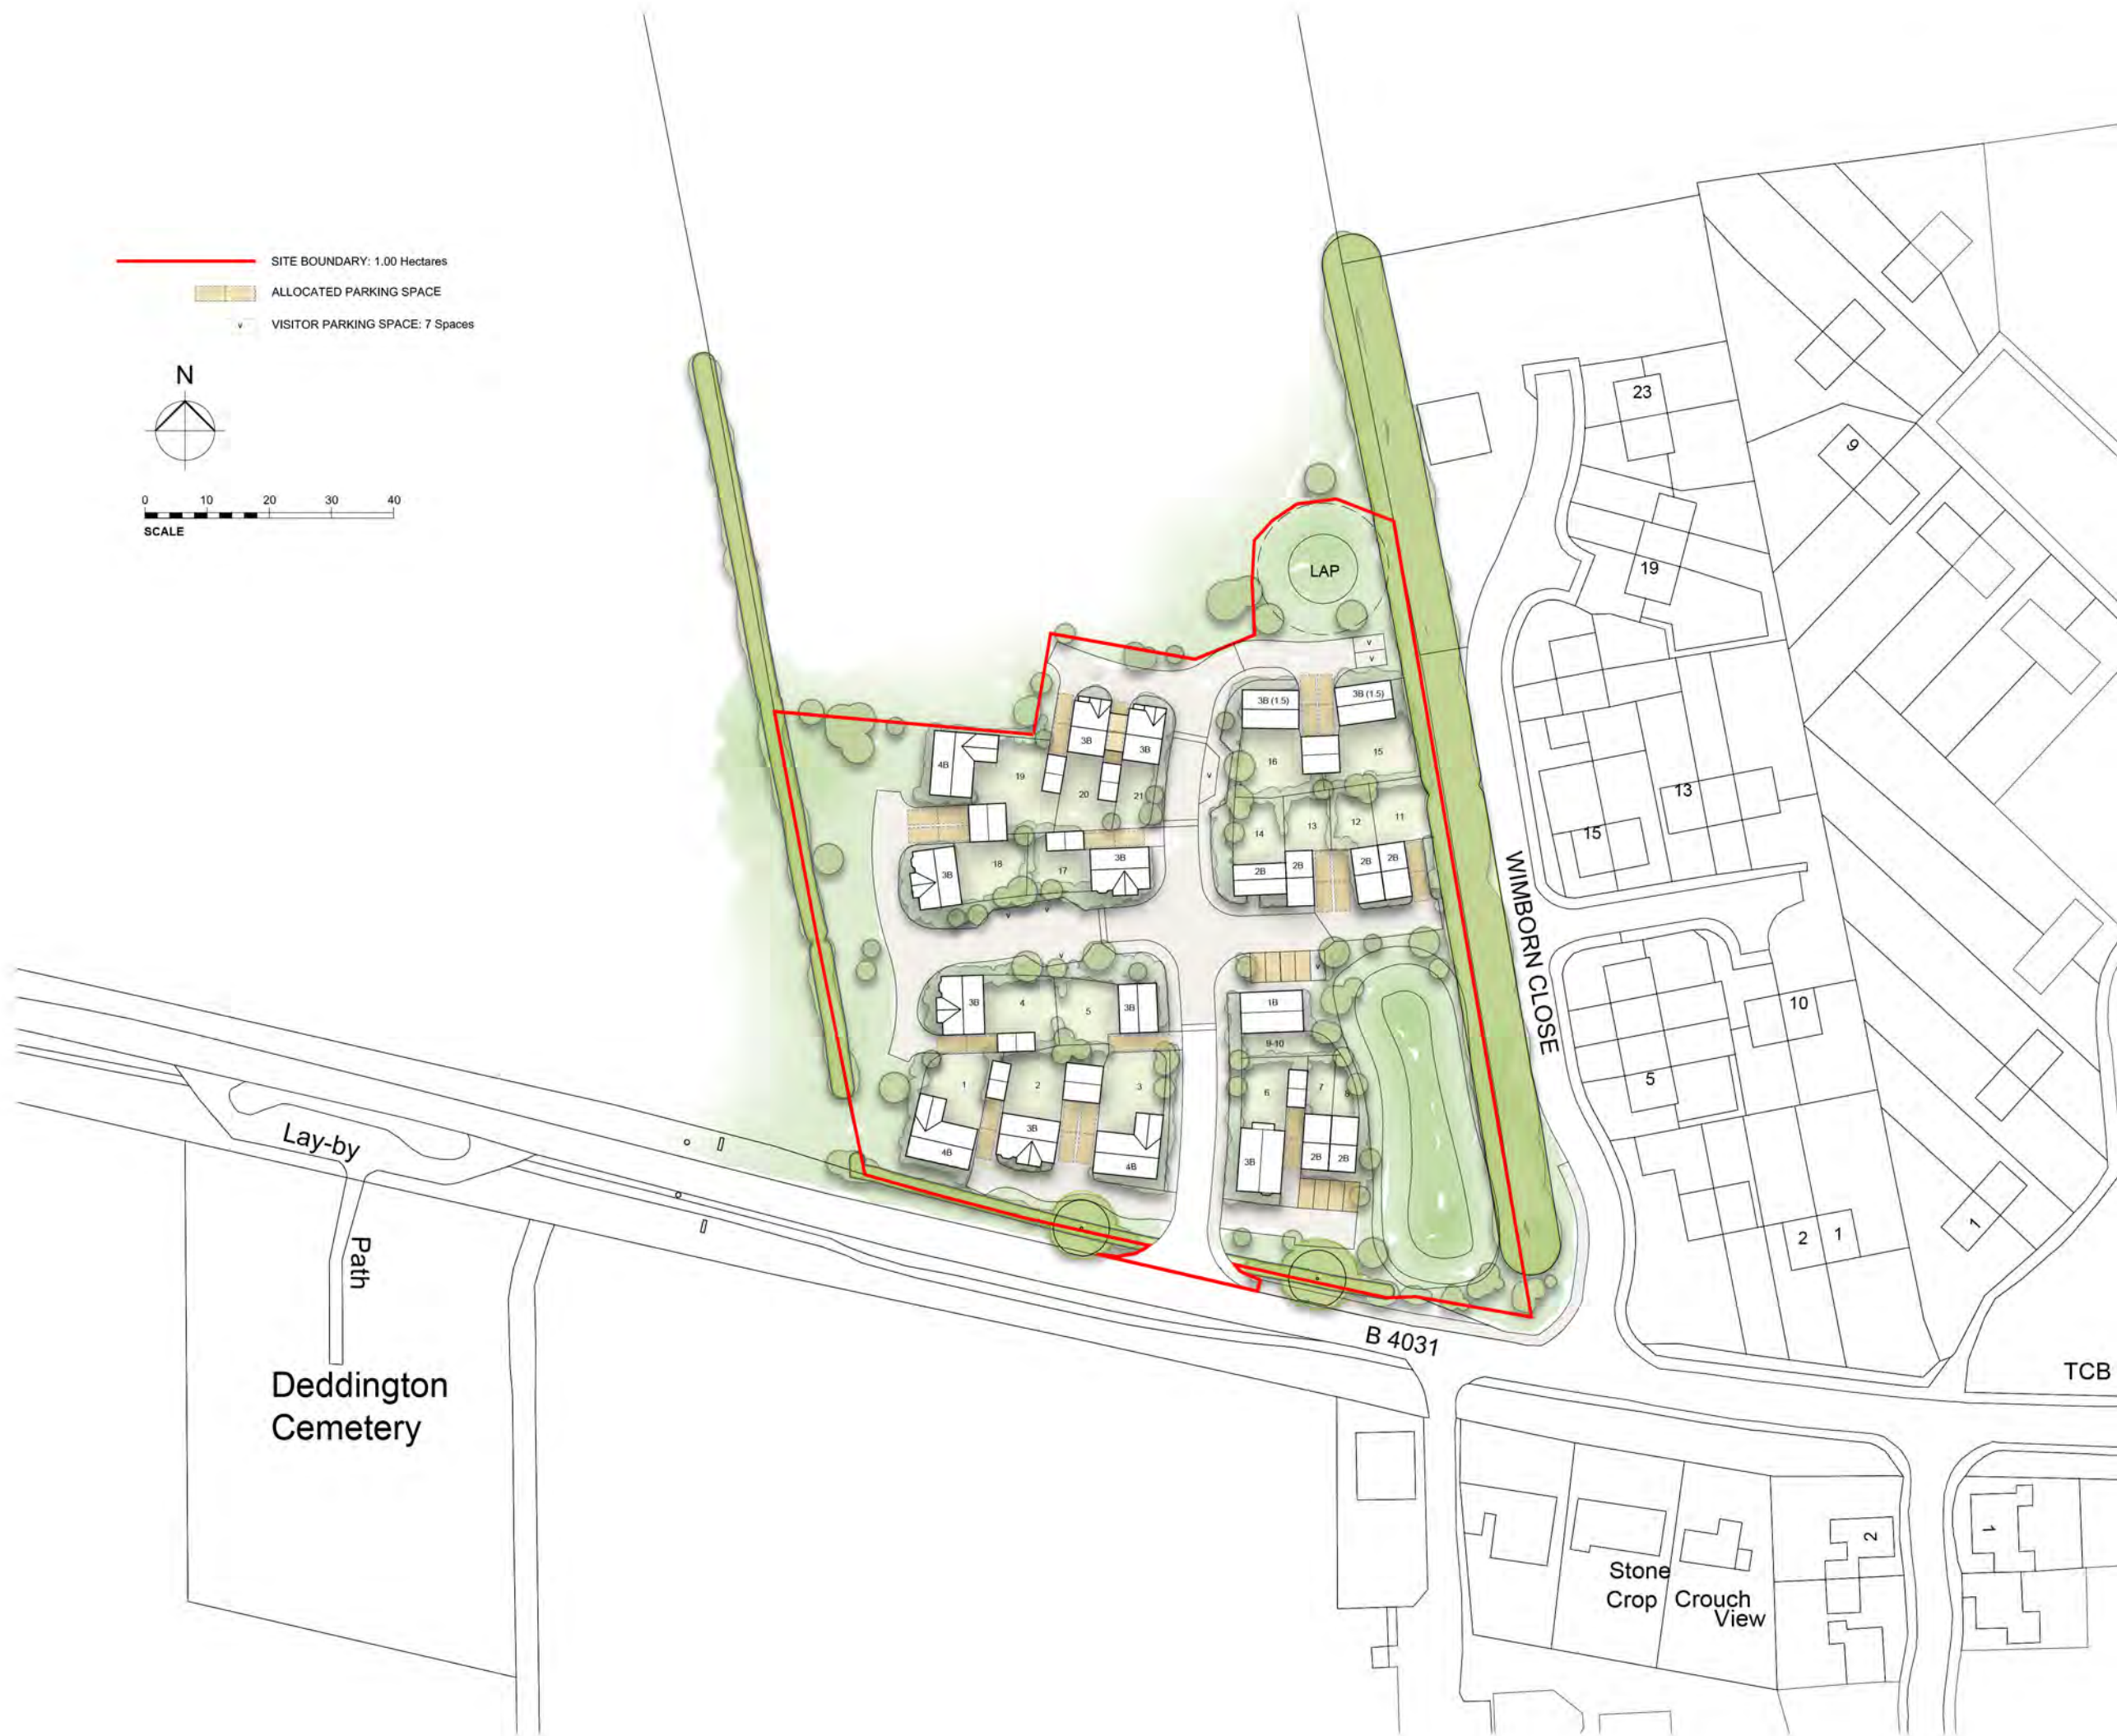 SITE BOUNDARY: 1.00 Hectares
ALLOCATED PARKING SPACE
v VISITOR PARKING SPACE: 7 Spaces
N
0 10 20 30 40
SCALE
23
9
19
LAP
v
v
3B (1.5)
3B (1.5)
3B
3B
4B
19
20
21
v
16
15
13
15
14
13
12
11
3B
18
17
3B
2B
2B
2B
2B
v
v
v
v
WIMBORN CLOSE
3B
4
5
3B
1B
9-10
10
5
1
2
3
6
7
8
4B
3B
4B
3B
2B
2B
2
1
1
Lay-by
Path
Deddington
Cemetery
B 4031
TCB
Stone
Crop
Crouch
View
2
1